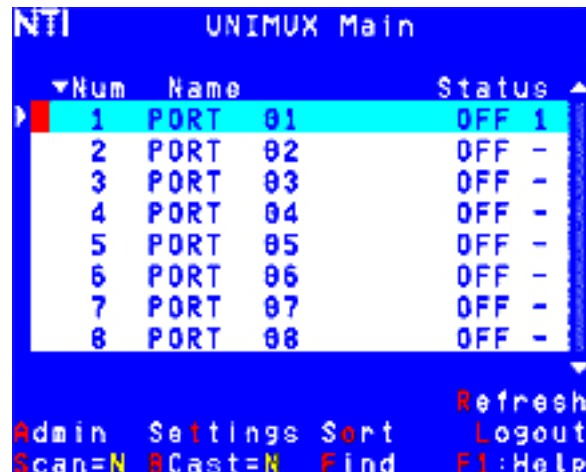 NTI UNIMUX Main
▼Num Name Status
1 PORT 01 OFF 1
2 PORT 02 OFF -
3 PORT 03 OFF -
4 PORT 04 OFF -
5 PORT 05 OFF -
6 PORT 06 OFF -
7 PORT 07 OFF -
8 PORT 08 OFF -
Refresh
Admin Settings Sort Logout
Scan=N BCast=N Find F1:Help